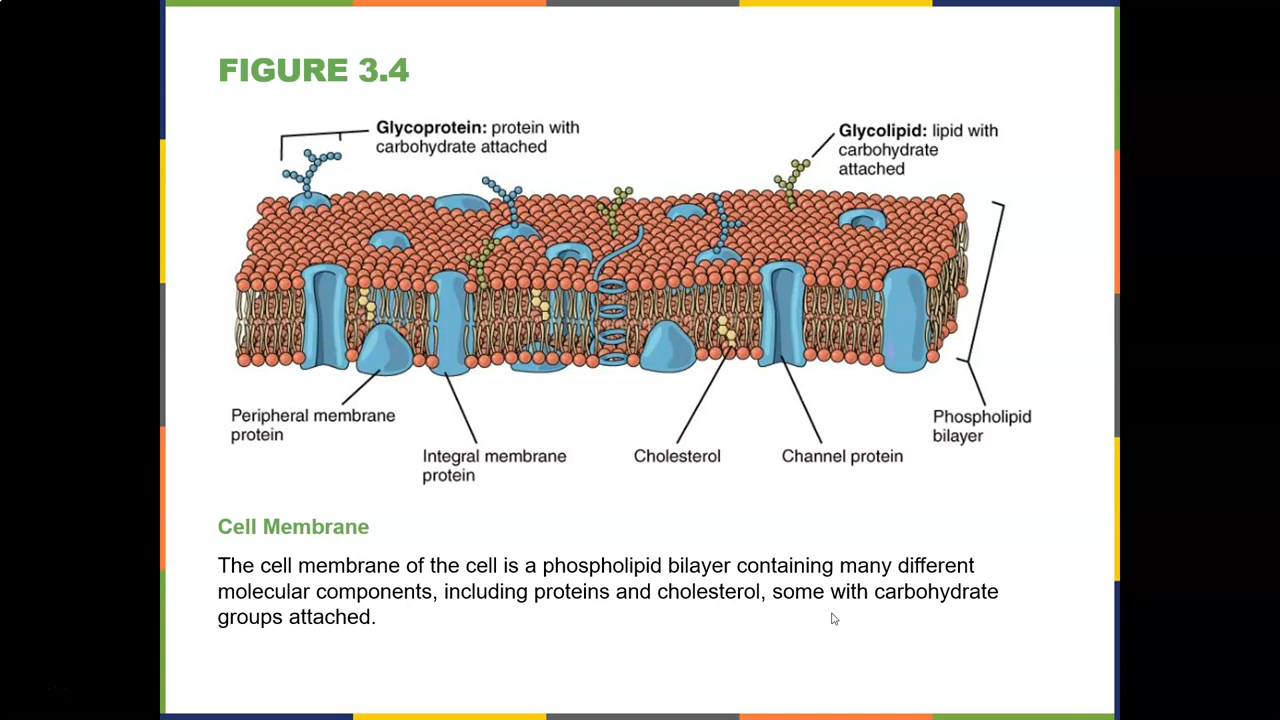 FIGURE 3.4
Glycoprotein: protein with
carbohydrate attached
Glycolipid: lipid with
carbohydrate
attached
Peripheral membrane
protein
Integral membrane
protein
Cholesterol
Channel protein
Phospholipid
bilayer
Cell Membrane
The cell membrane of the cell is a phospholipid bilayer containing many different
molecular components, including proteins and cholesterol, some with carbohydrate
groups attached.